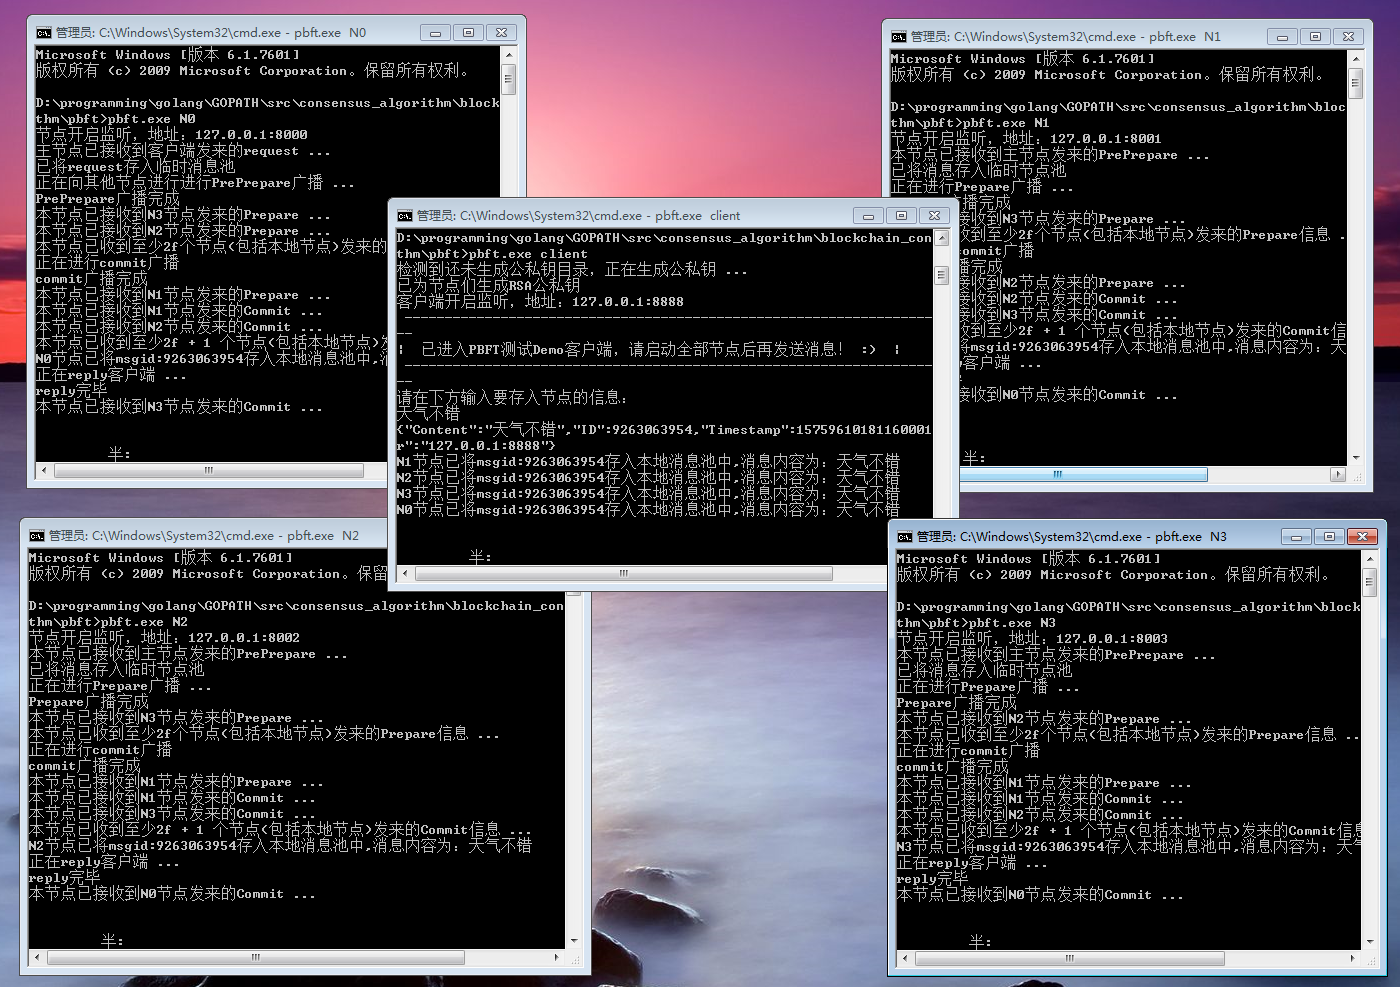 管理员: C:\Windows\System32\cmd.exe - pbft.exe  N0
Microsoft Windows [版本 6.1.7601]
版权所有 (c) 2009 Microsoft Corporation。保留所有权利。
D:\programming\golang\GOPATH\src\consensus_algorithm\block
thm\pbft>pbft.exe N0
节点开启监听，地址：127.0.0.1:8000
主节点已接收到客户端发来的request ...
已将request存入临时消息池
正在向其他节点进行进行PrePrepare广播 ...
PrePrepare广播完成
本节点已接收到N3节点发来的Prepare ...
本节点已接收到N2节点发来的Prepare ...
本节点已收到至少2f个节点(包括本地节点)发来的
正在进行commit广播
commit广播完成
本节点已接收到N1节点发来的Prepare ...
本节点已接收到N1节点发来的Commit ...
本节点已接收到N2节点发来的Commit ...
本节点已收到至少2f + 1 个节点(包括本地节点)
N0节点已将msgid:9263063954存入本地消息池中,消
正在reply客户端 ...
reply完毕
本节点已接收到N3节点发来的Commit ...
半:
管理员: C:\Windows\System32\cmd.exe - pbft.exe  N1
Microsoft Windows [版本 6.1.7601]
版权所有 (c) 2009 Microsoft Corporation。保留所有权利。
D:\programming\golang\GOPATH\src\consensus_algorithm\bloc
thm\pbft>pbft.exe N1
节点开启监听，地址：127.0.0.1:8001
本节点已接收到主节点发来的PrePrepare ...
已将消息存入临时节点池
正在进行Prepare广播 ...
广播完成
接收到N3节点发来的Prepare ...
收到至少2f个节点(包括本地节点)发来的Prepare信息 .
commit广播
播完成
接收到N2节点发来的Prepare ...
接收到N2节点发来的Commit ...
接收到N3节点发来的Commit ...
收到至少2f + 1 个节点(包括本地节点)发来的Commit信
将msgid:9263063954存入本地消息池中,消息内容为：天
客户端 ...
接收到N0节点发来的Commit ...
半:
管理员: C:\Windows\System32\cmd.exe - pbft.exe  client
D:\programming\golang\GOPATH\src\consensus_algorithm\blockchain_con
thm\pbft>pbft.exe client
检测到还未生成公私钥目录，正在生成公私钥 ...
已为节点们生成RSA公私钥
客户端开启监听，地址：127.0.0.1:8888
|  已进入PBFT测试Demo客户端，请启动全部节点后再发送消息！ :)  |
请在下方输入要存入节点的信息：
天气不错
{"Content":"天气不错","ID":9263063954,"Timestamp":15759610181160001
r":"127.0.0.1:8888"}
N1节点已将msgid:9263063954存入本地消息池中,消息内容为：天气不错
N2节点已将msgid:9263063954存入本地消息池中,消息内容为：天气不错
N3节点已将msgid:9263063954存入本地消息池中,消息内容为：天气不错
N0节点已将msgid:9263063954存入本地消息池中,消息内容为：天气不错
半:
管理员: C:\Windows\System32\cmd.exe - pbft.exe  N2
Microsoft Windows [版本 6.1.7601]
版权所有 (c) 2009 Microsoft Corporation。保留
D:\programming\golang\GOPATH\src\consensus_algorithm\blockchain_con
thm\pbft>pbft.exe N2
节点开启监听，地址：127.0.0.1:8002
本节点已接收到主节点发来的PrePrepare ...
已将消息存入临时节点池
正在进行Prepare广播 ...
Prepare广播完成
本节点已接收到N3节点发来的Prepare ...
本节点已收到至少2f个节点(包括本地节点)发来的Prepare信息 ...
正在进行commit广播
commit广播完成
本节点已接收到N1节点发来的Prepare ...
本节点已接收到N1节点发来的Commit ...
本节点已接收到N3节点发来的Commit ...
本节点已收到至少2f + 1 个节点(包括本地节点)发来的Commit信息 ...
N2节点已将msgid:9263063954存入本地消息池中,消息内容为：天气不错
正在reply客户端 ...
reply完毕
本节点已接收到N0节点发来的Commit ...
半:
管理员: C:\Windows\System32\cmd.exe - pbft.exe  N3
Microsoft Windows [版本 6.1.7601]
版权所有 (c) 2009 Microsoft Corporation。保留所有权利。
D:\programming\golang\GOPATH\src\consensus_algorithm\block
thm\pbft>pbft.exe N3
节点开启监听，地址：127.0.0.1:8003
本节点已接收到主节点发来的PrePrepare ...
已将消息存入临时节点池
正在进行Prepare广播 ...
Prepare广播完成
本节点已接收到N2节点发来的Prepare ...
本节点已收到至少2f个节点(包括本地节点)发来的Prepare信息 ..
正在进行commit广播
commit广播完成
本节点已接收到N1节点发来的Prepare ...
本节点已接收到N1节点发来的Commit ...
本节点已接收到N2节点发来的Commit ...
本节点已收到至少2f + 1 个节点(包括本地节点)发来的Commit信
N3节点已将msgid:9263063954存入本地消息池中,消息内容为：天
正在reply客户端 ...
reply完毕
本节点已接收到N0节点发来的Commit ...
半: